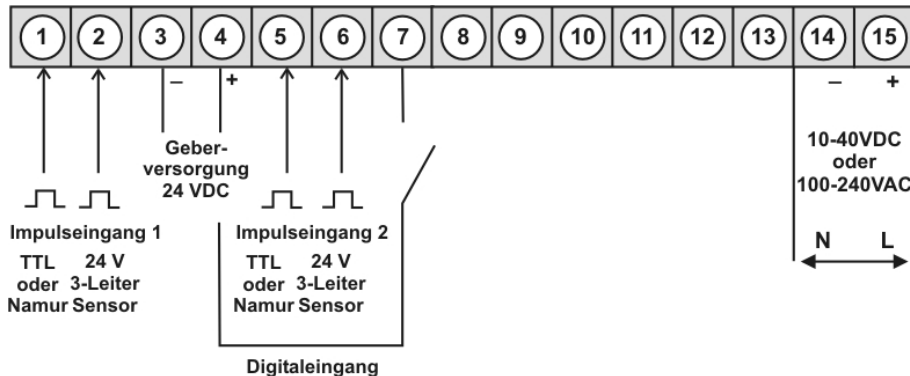 1 2 3 4 5 6 7 8 9 10 11 12 13 14 15
– + – +
Geber-
versorgung
24 VDC
10-40VDC
oder
100-240VAC
Impulseingang 1
TTL 24 V
oder 3-Leiter
Namur Sensor
Impulseingang 2
TTL 24 V
oder 3-Leiter
Namur Sensor
N L
Digitaleingang